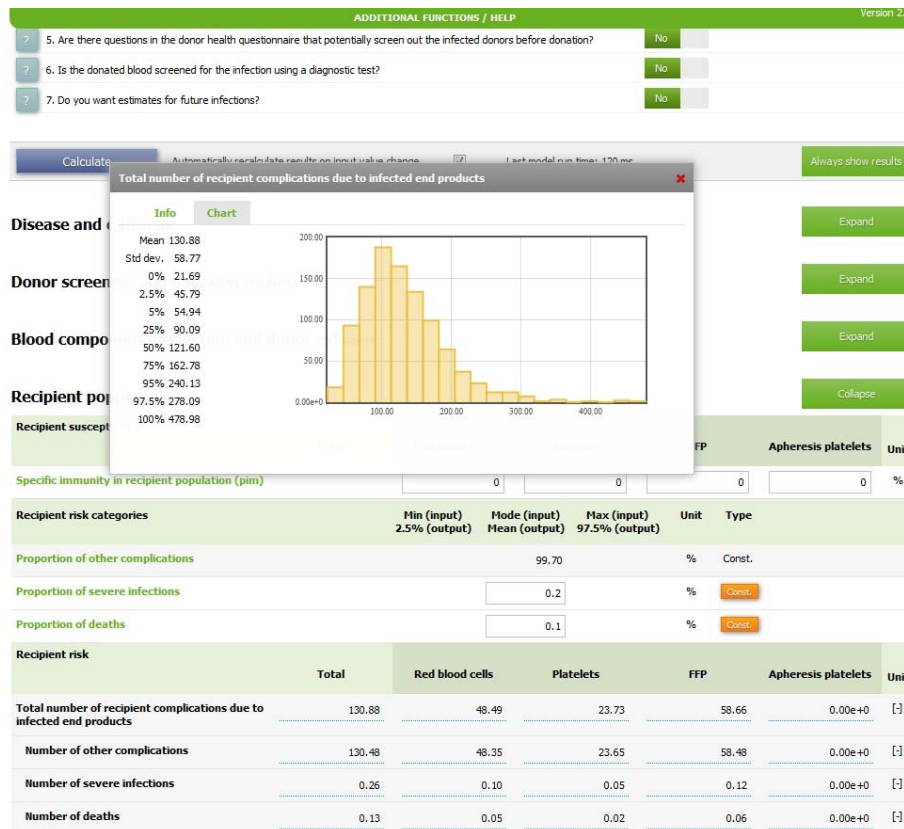 ADDITIONAL FUNCTIONS / HELP
Version 2.
? 5. Are there questions in the donor health questionnaire that potentially screen out the infected donors before donation? No
? 6. Is the donated blood screened for the infection using a diagnostic test? No
? 7. Do you want estimates for future infections? No
Calculate Automatically recalculate results on input value change Last model run time: 120 ms Always show results
Total number of recipient complications due to infected end products
Info Chart
Mean 130.88
Std dev. 58.77
0% 21.69
2.5% 45.79
5% 54.94
25% 90.09
50% 121.60
75% 162.78
95% 240.13
97.5% 278.09
100% 478.98
200.00
150.00
100.00
50.00
0.00e+0
100.00 200.00 300.00 400.00
Disease and Expand
Donor screen Expand
Blood compo Expand
Recipient pop Collapse
Recipient suscept FP Apheresis platelets Uni
Specific immunity in recipient population (pim) 0 0 0 0 %
Recipient risk categories Min (input) Mode (input) Max (input) Unit Type
2.5% (output) Mean (output) 97.5% (output)
Proportion of other complications 99.70 % Const.
Proportion of severe infections 0.2 % Const.
Proportion of deaths 0.1 % Const.
Recipient risk
Total Red blood cells Platelets FFP Apheresis platelets Uni
Total number of recipient complications due to
infected end products 130.88 48.49 23.73 58.66 0.00e+0 [-]
Number of other complications 130.48 48.35 23.65 58.48 0.00e+0 [-]
Number of severe infections 0.26 0.10 0.05 0.12 0.00e+0 [-]
Number of deaths 0.13 0.05 0.02 0.06 0.00e+0 [-]